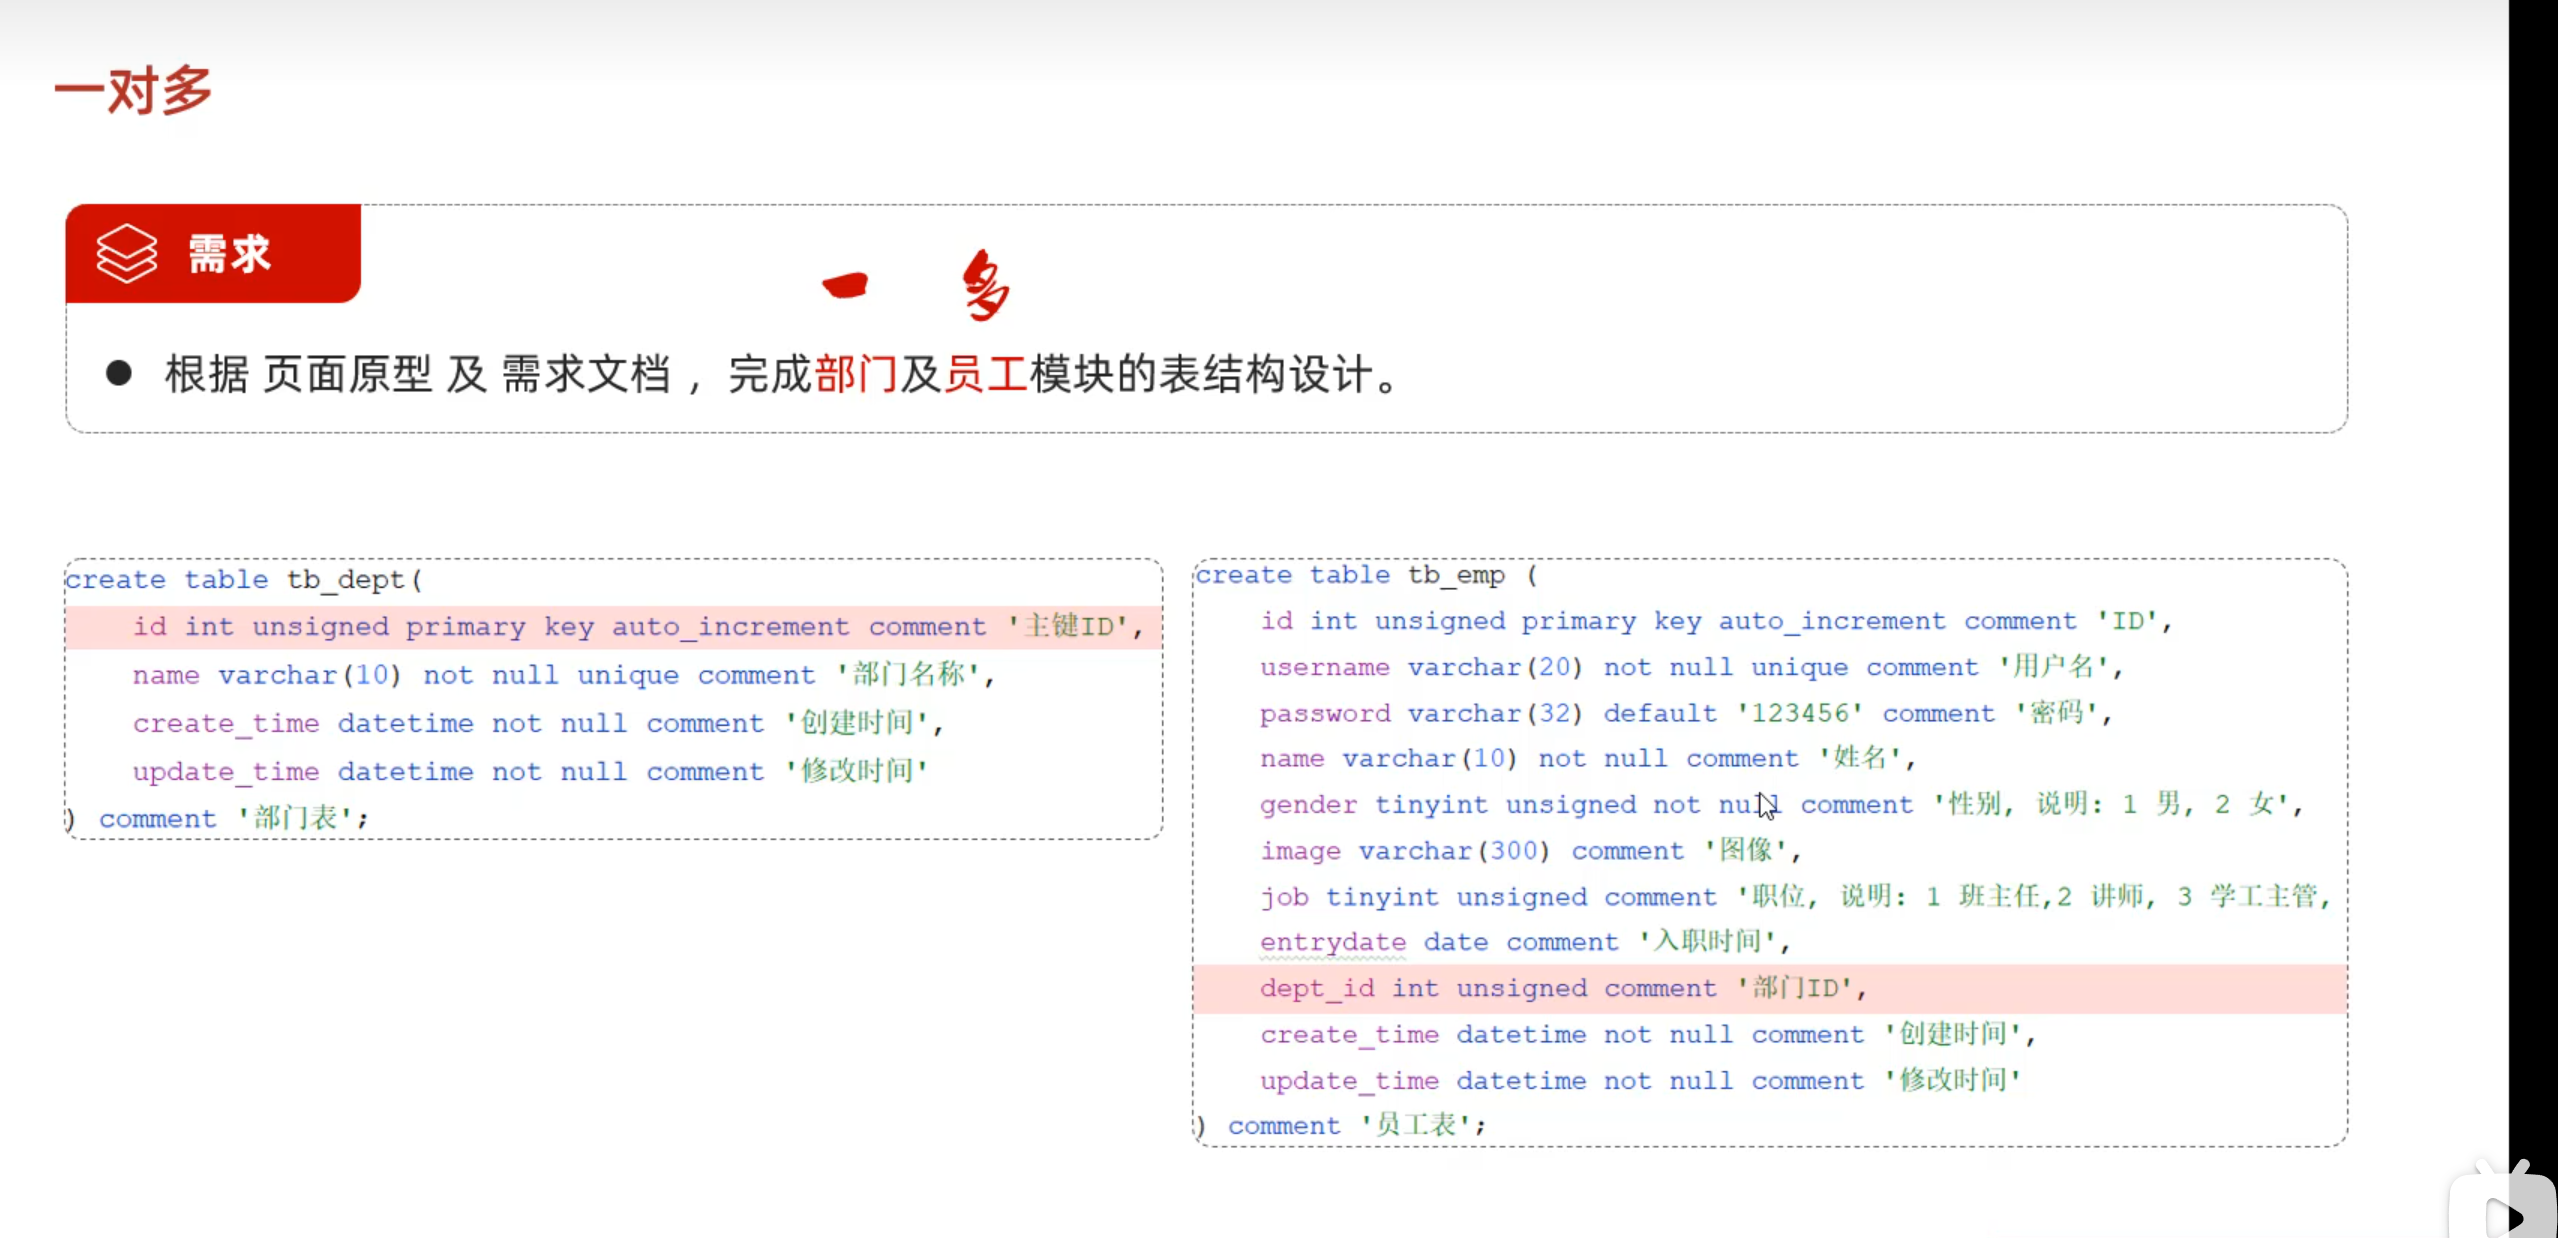 一对多
需求
一 多
● 根据 页面原型 及 需求文档 ，完成部门及员工模块的表结构设计。
create table tb_dept(
id int unsigned primary key auto_increment comment '主键ID',
name varchar(10) not null unique comment '部门名称',
create_time datetime not null comment '创建时间',
update_time datetime not null comment '修改时间'
) comment '部门表';
create table tb_emp (
id int unsigned primary key auto_increment comment 'ID',
username varchar(20) not null unique comment '用户名',
password varchar(32) default '123456' comment '密码',
name varchar(10) not null comment '姓名',
gender tinyint unsigned not null comment '性别, 说明: 1 男, 2 女',
image varchar(300) comment '图像',
job tinyint unsigned comment '职位, 说明: 1 班主任,2 讲师, 3 学工主管,
entrydate date comment '入职时间',
dept_id int unsigned comment '部门ID',
create_time datetime not null comment '创建时间',
update_time datetime not null comment '修改时间'
) comment '员工表';